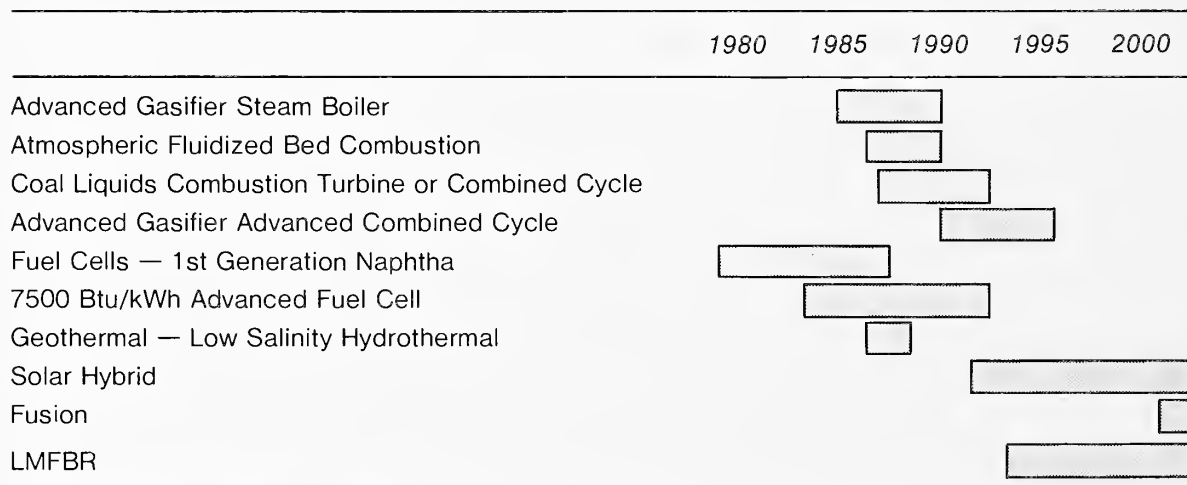 1980 1985 1990 1995 2000
Advanced Gasifier Steam Boiler
Atmospheric Fluidized Bed Combustion
Coal Liquids Combustion Turbine or Combined Cycle
Advanced Gasifier Advanced Combined Cycle
Fuel Cells — 1st Generation Naphtha
7500 Btu/kWh Advanced Fuel Cell
Geothermal — Low Salinity Hydrothermal
Solar Hybrid
Fusion
LMFBR